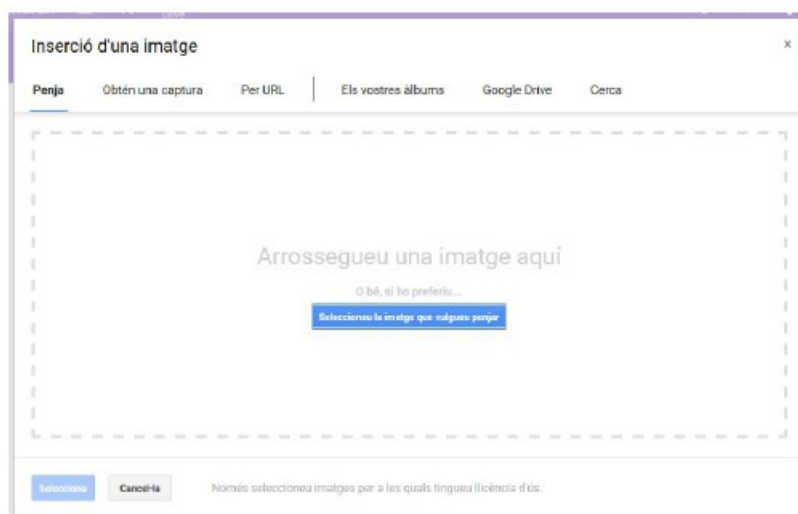 Inserció d'una imatge
×
Penja Obtén una captura Per URL Els vostres àlbums Google Drive Cerca
Arrossegueu una imatge aquí
O bé, si ho preferiu...
Seleccioneu la imatge que vulgueu penjar
Selecciona Cancel·la Només seleccioneu imatges per a les quals tingueu llicència d'ús.